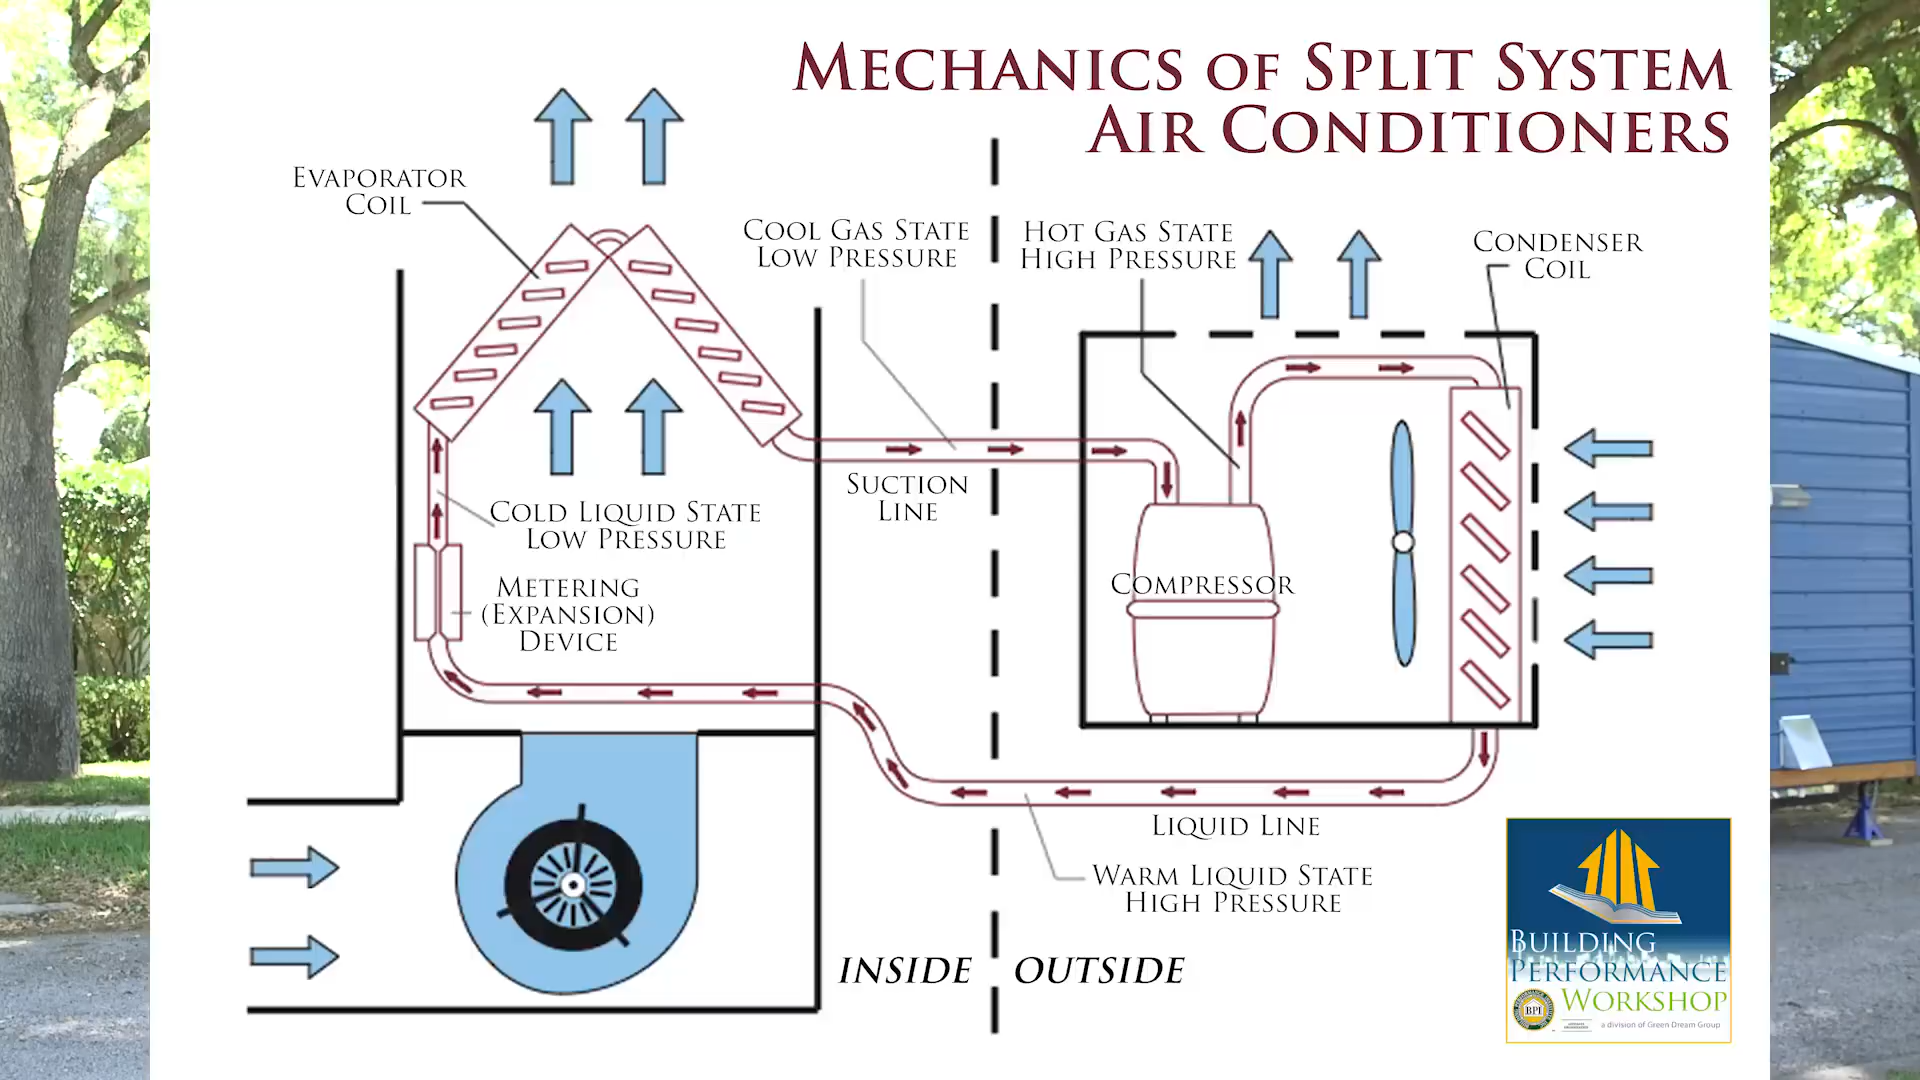 Mechanics of Split System
Air Conditioners
Evaporator
Coil
Cool Gas State
Low Pressure
Hot Gas State
High Pressure
Condenser
Coil
Suction
Line
Cold Liquid State
Low Pressure
Metering
(Expansion)
Device
Compressor
Liquid Line
Warm Liquid State
High Pressure
INSIDE
OUTSIDE
Building
Performance
Workshop
BPI
a division of Green Dream Group